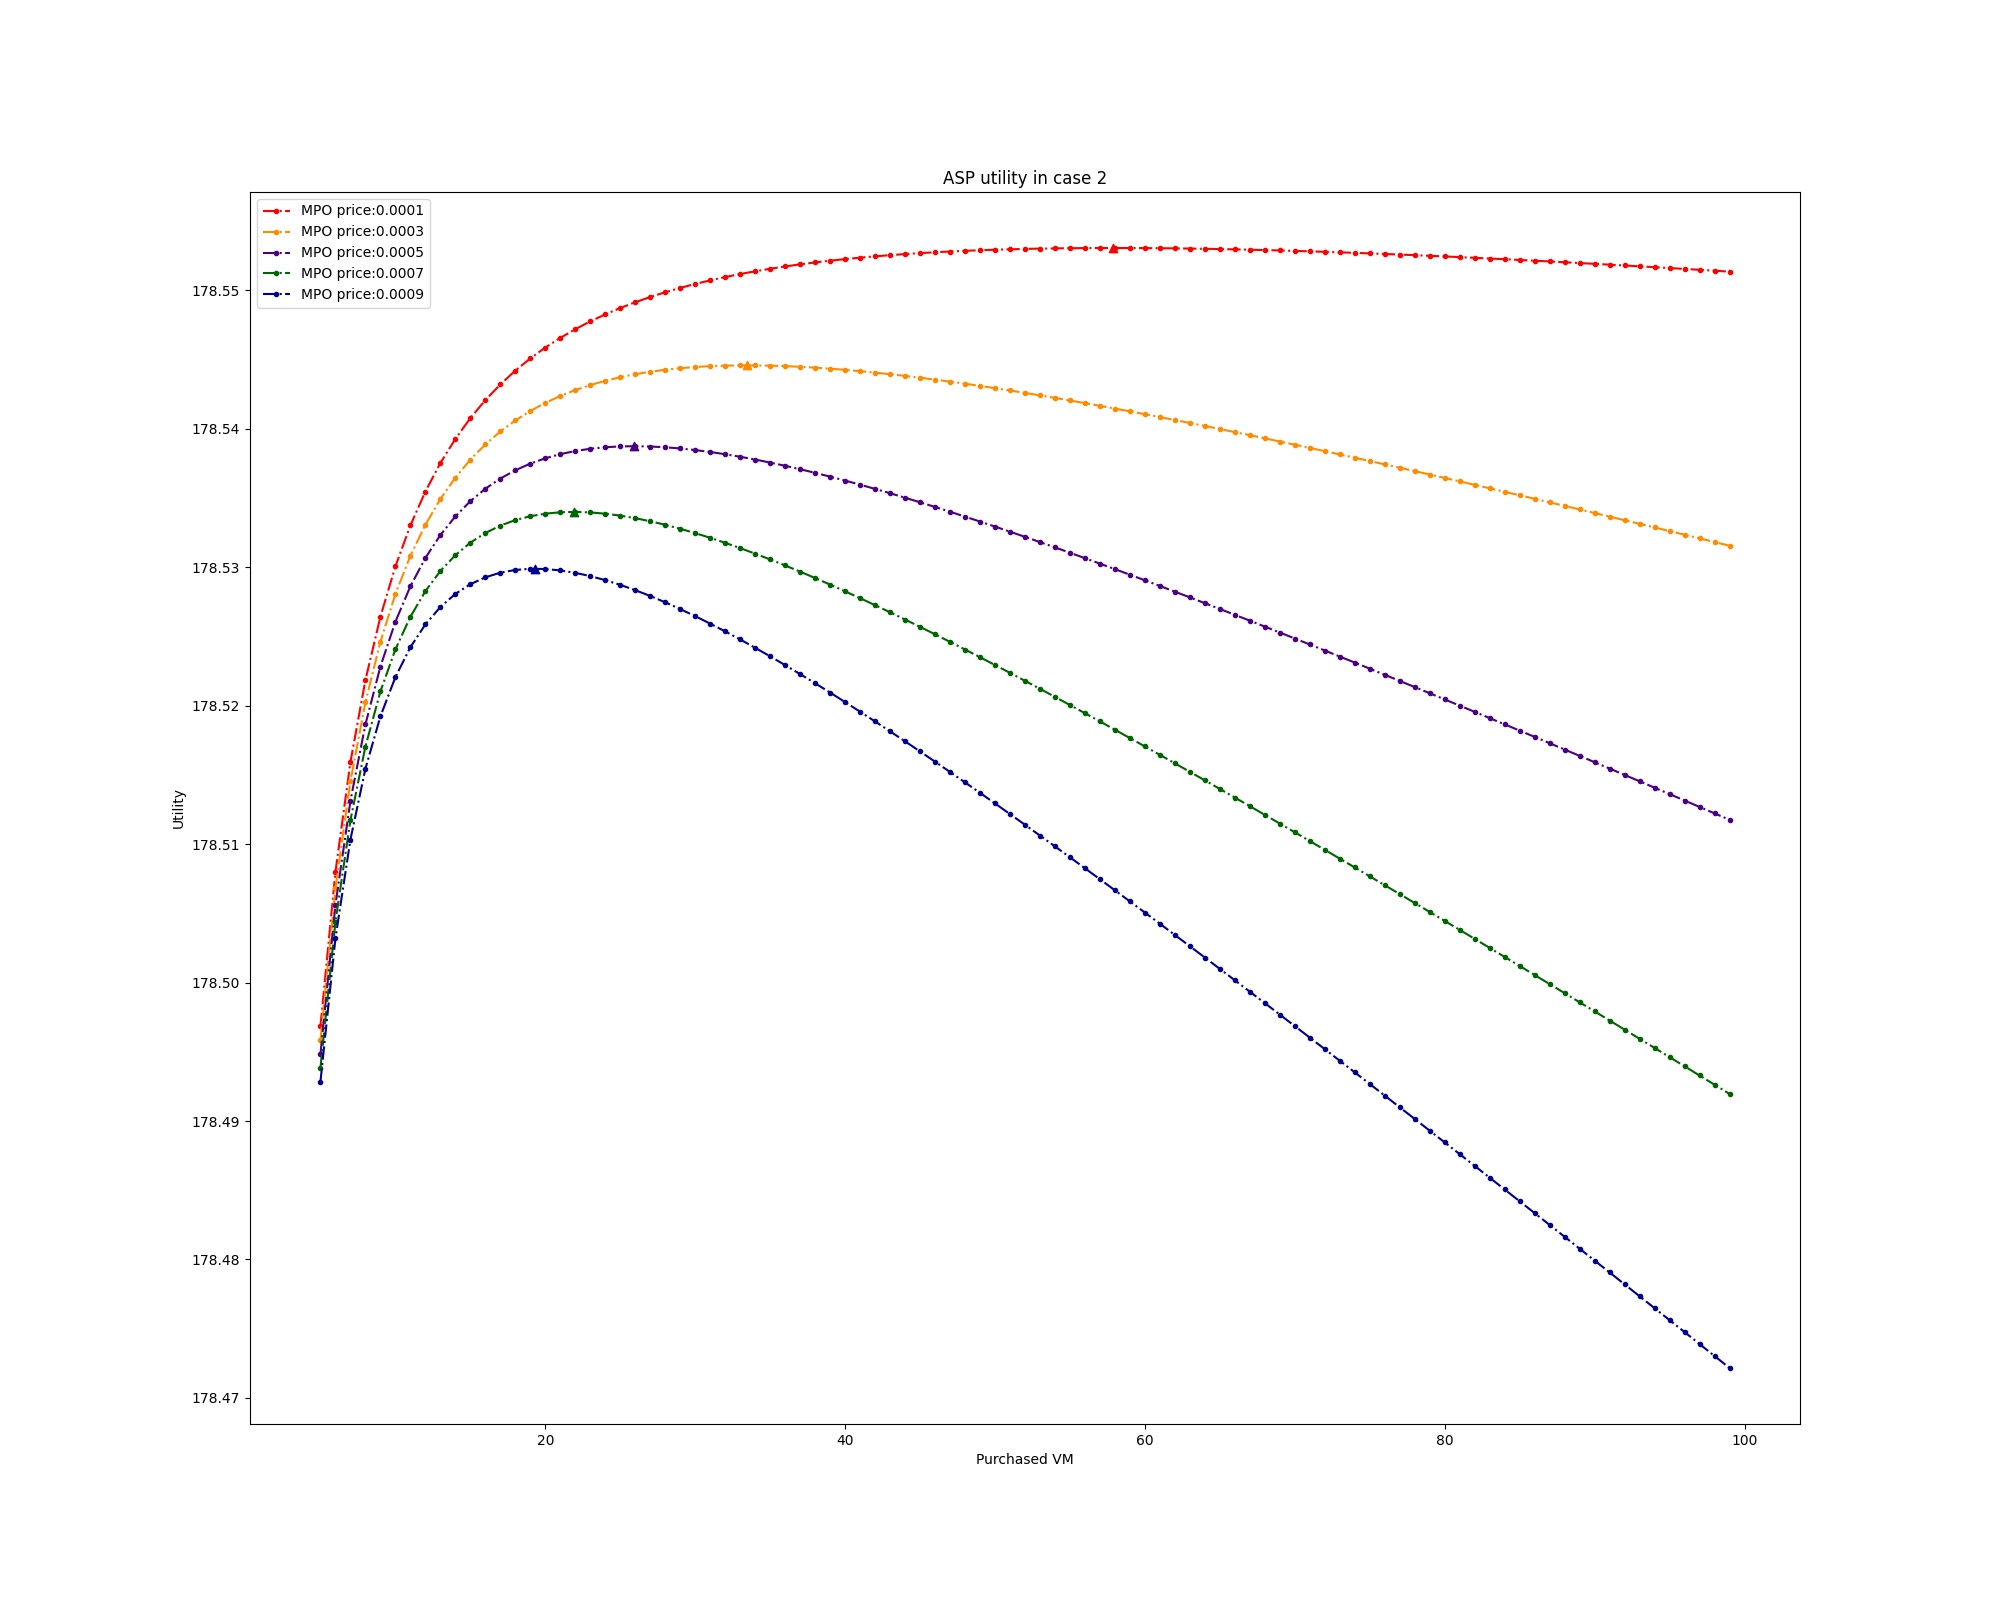 ASP utility in case 2
MPO price:0.0001
MPO price:0.0003
MPO price:0.0005
MPO price:0.0007
MPO price:0.0009
178.55
178.54
178.53
178.52
178.51
178.50
178.49
178.48
178.47
Utility
20 40 60 80 100
Purchased VM